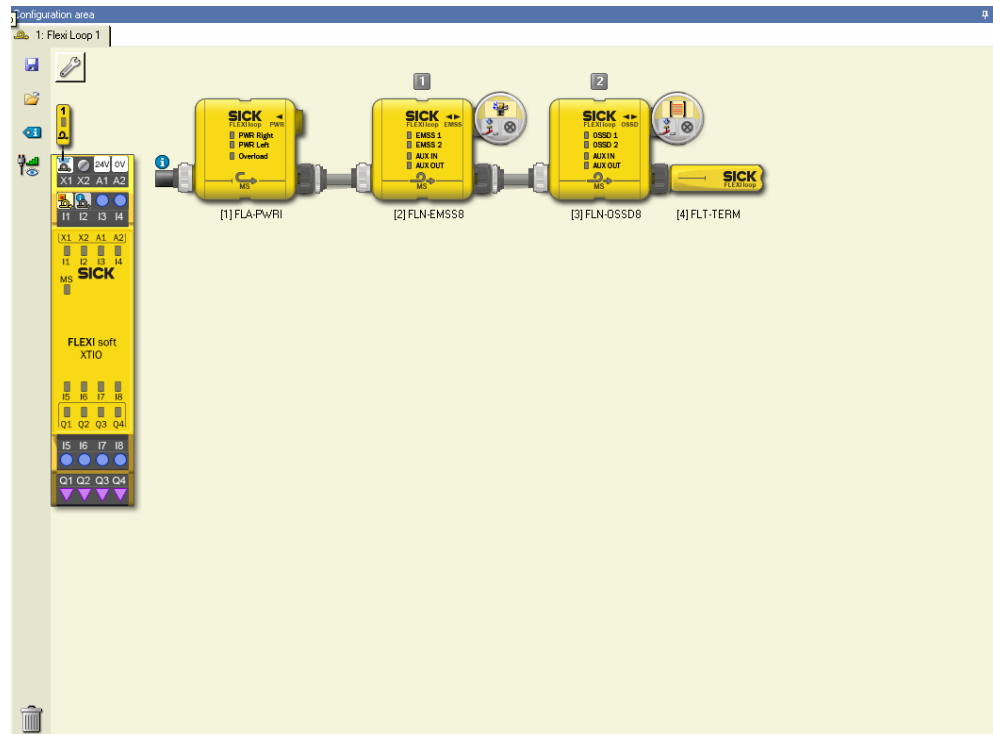 Configuration area
1: Flexi Loop 1
1
24V 0V
X1 X2 A1 A2
I1 I2 I3 I4
X1 X2 A1 A2
I1 I2 I3 I4
MS SICK
FLEXI soft
XTIO
I5 I6 I7 I8
Q1 Q2 Q3 Q4
I5 I6 I7 I8
Q1 Q2 Q3 Q4
SICK
FLEXI loop PWR
PWR Right
PWR Left
Overload
MS
[1] FLA-PWRI
1
SICK
FLEXI loop EMSS
EMSS 1
EMSS 2
AUX IN
AUX OUT
MS
[2] FLN-EMSS8
2
SICK
FLEXI loop OSSD
OSSD 1
OSSD 2
AUX IN
AUX OUT
MS
[3] FLN-OSSD8
SICK
FLEXI loop
[4] FLT-TERM